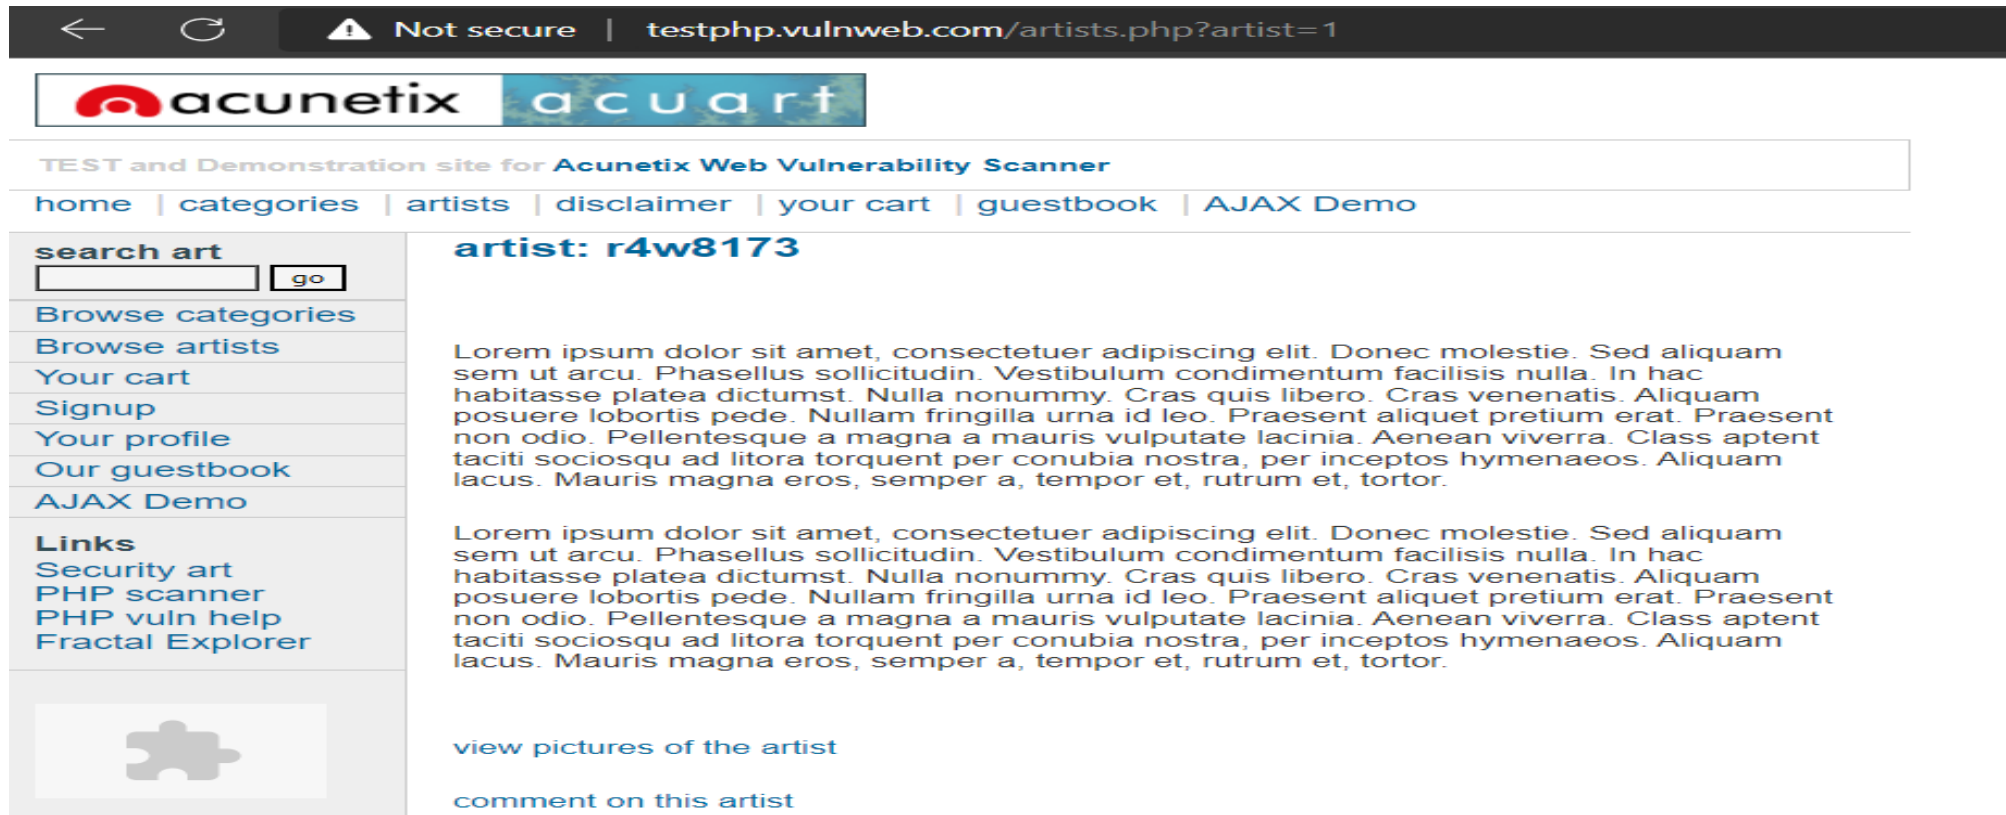 Not secure | testphp.vulnweb.com/artists.php?artist=1
acunetix acuart
TEST and Demonstration site for Acunetix Web Vulnerability Scanner
home | categories | artists | disclaimer | your cart | guestbook | AJAX Demo
search art
go
Browse categories
Browse artists
Your cart
Signup
Your profile
Our guestbook
AJAX Demo
Links
Security art
PHP scanner
PHP vuln help
Fractal Explorer
artist: r4w8173
Lorem ipsum dolor sit amet, consectetuer adipiscing elit. Donec molestie. Sed aliquam
sem ut arcu. Phasellus sollicitudin. Vestibulum condimentum facilisis nulla. In hac
habitasse platea dictumst. Nulla nonummy. Cras quis libero. Cras venenatis. Aliquam
posuere lobortis pede. Nullam fringilla urna id leo. Praesent aliquet pretium erat. Praesent
non odio. Pellentesque a magna a mauris vulputate lacinia. Aenean viverra. Class aptent
taciti sociosqu ad litora torquent per conubia nostra, per inceptos hymenaeos. Aliquam
lacus. Mauris magna eros, semper a, tempor et, rutrum et, tortor.
Lorem ipsum dolor sit amet, consectetuer adipiscing elit. Donec molestie. Sed aliquam
sem ut arcu. Phasellus sollicitudin. Vestibulum condimentum facilisis nulla. In hac
habitasse platea dictumst. Nulla nonummy. Cras quis libero. Cras venenatis. Aliquam
posuere lobortis pede. Nullam fringilla urna id leo. Praesent aliquet pretium erat. Praesent
non odio. Pellentesque a magna a mauris vulputate lacinia. Aenean viverra. Class aptent
taciti sociosqu ad litora torquent per conubia nostra, per inceptos hymenaeos. Aliquam
lacus. Mauris magna eros, semper a, tempor et, rutrum et, tortor.
view pictures of the artist
comment on this artist